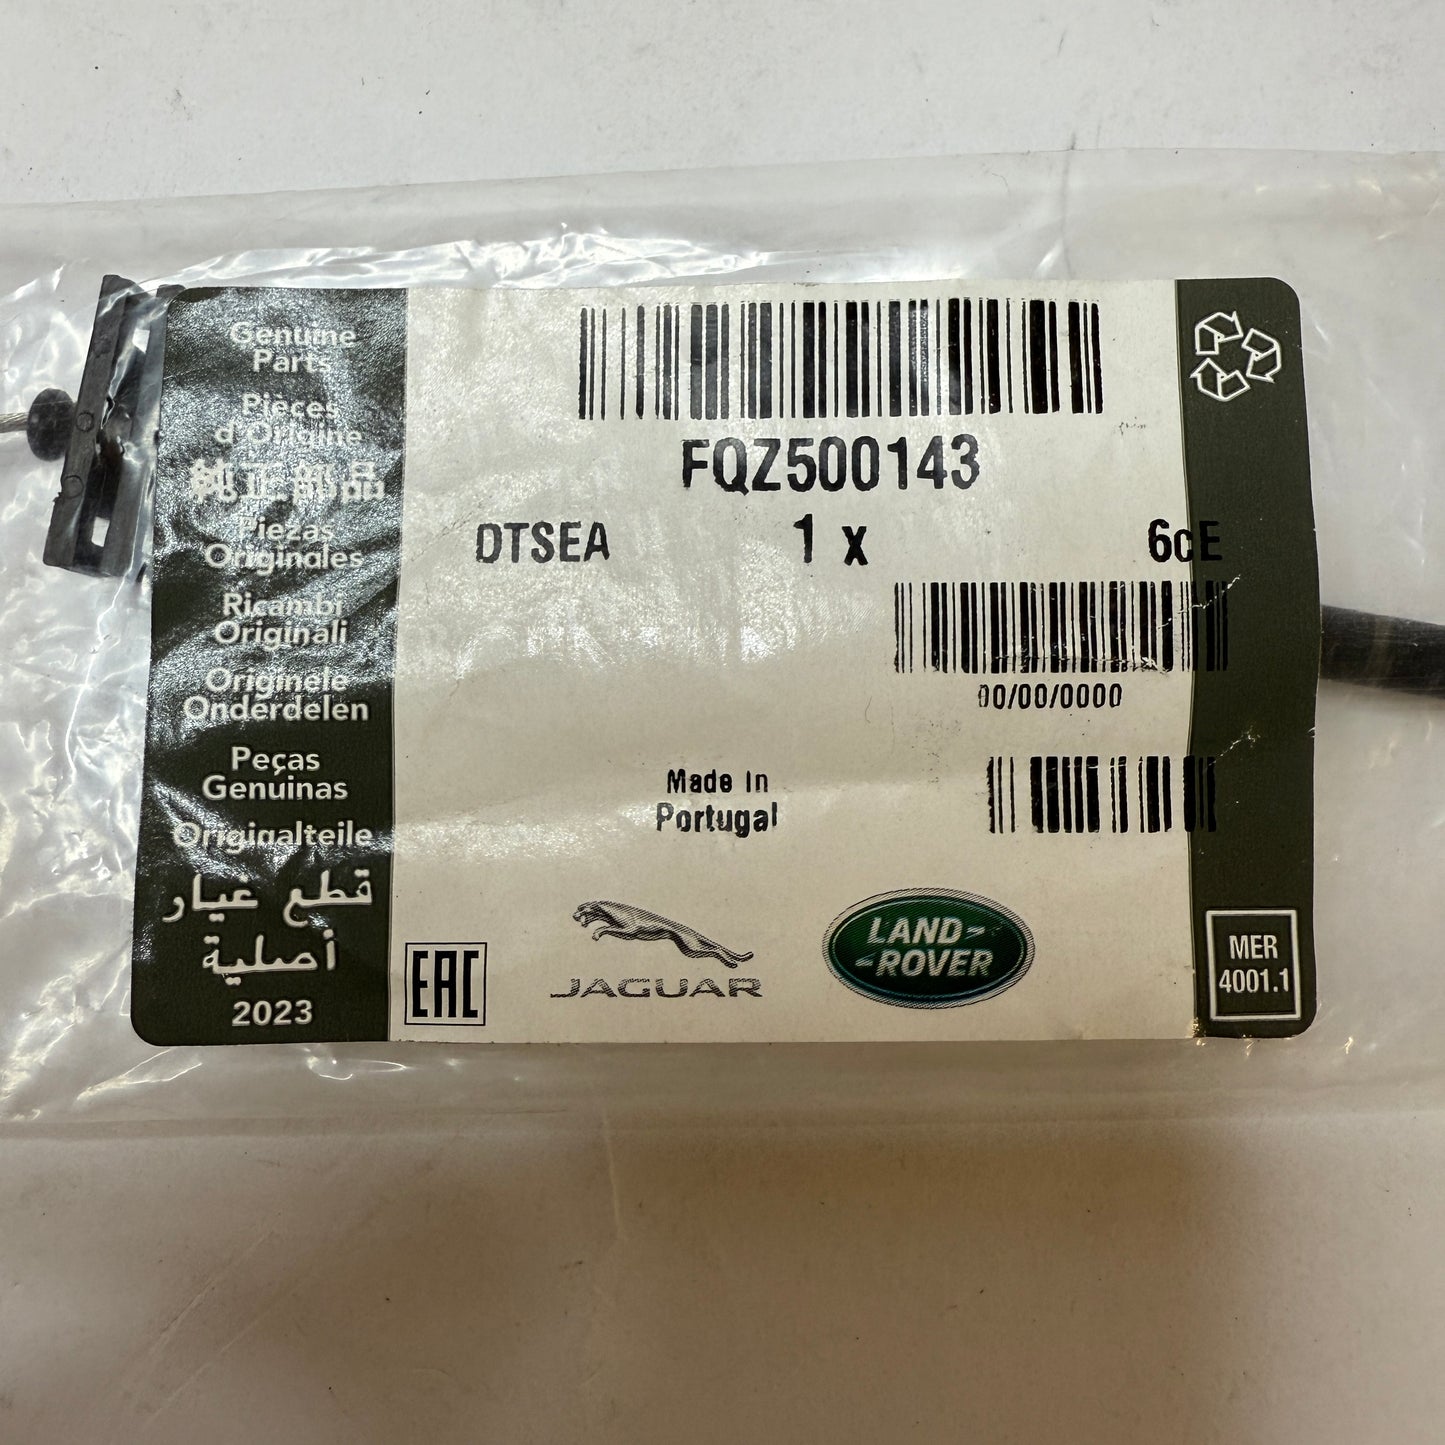 Genuine
Parts
Pièces
d'Origine
純正部品
Piezas
Originales
Ricambi
Originali
Originele
Onderdelen
Peças
Genuinas
Originalteile
قطع غيار
أصلية
2023
FQZ500143
DTSEA 1 x 6cE
00/00/0000
Made In
Portugal
EAC
JAGUAR
LAND-
-ROVER
MER
4001.1